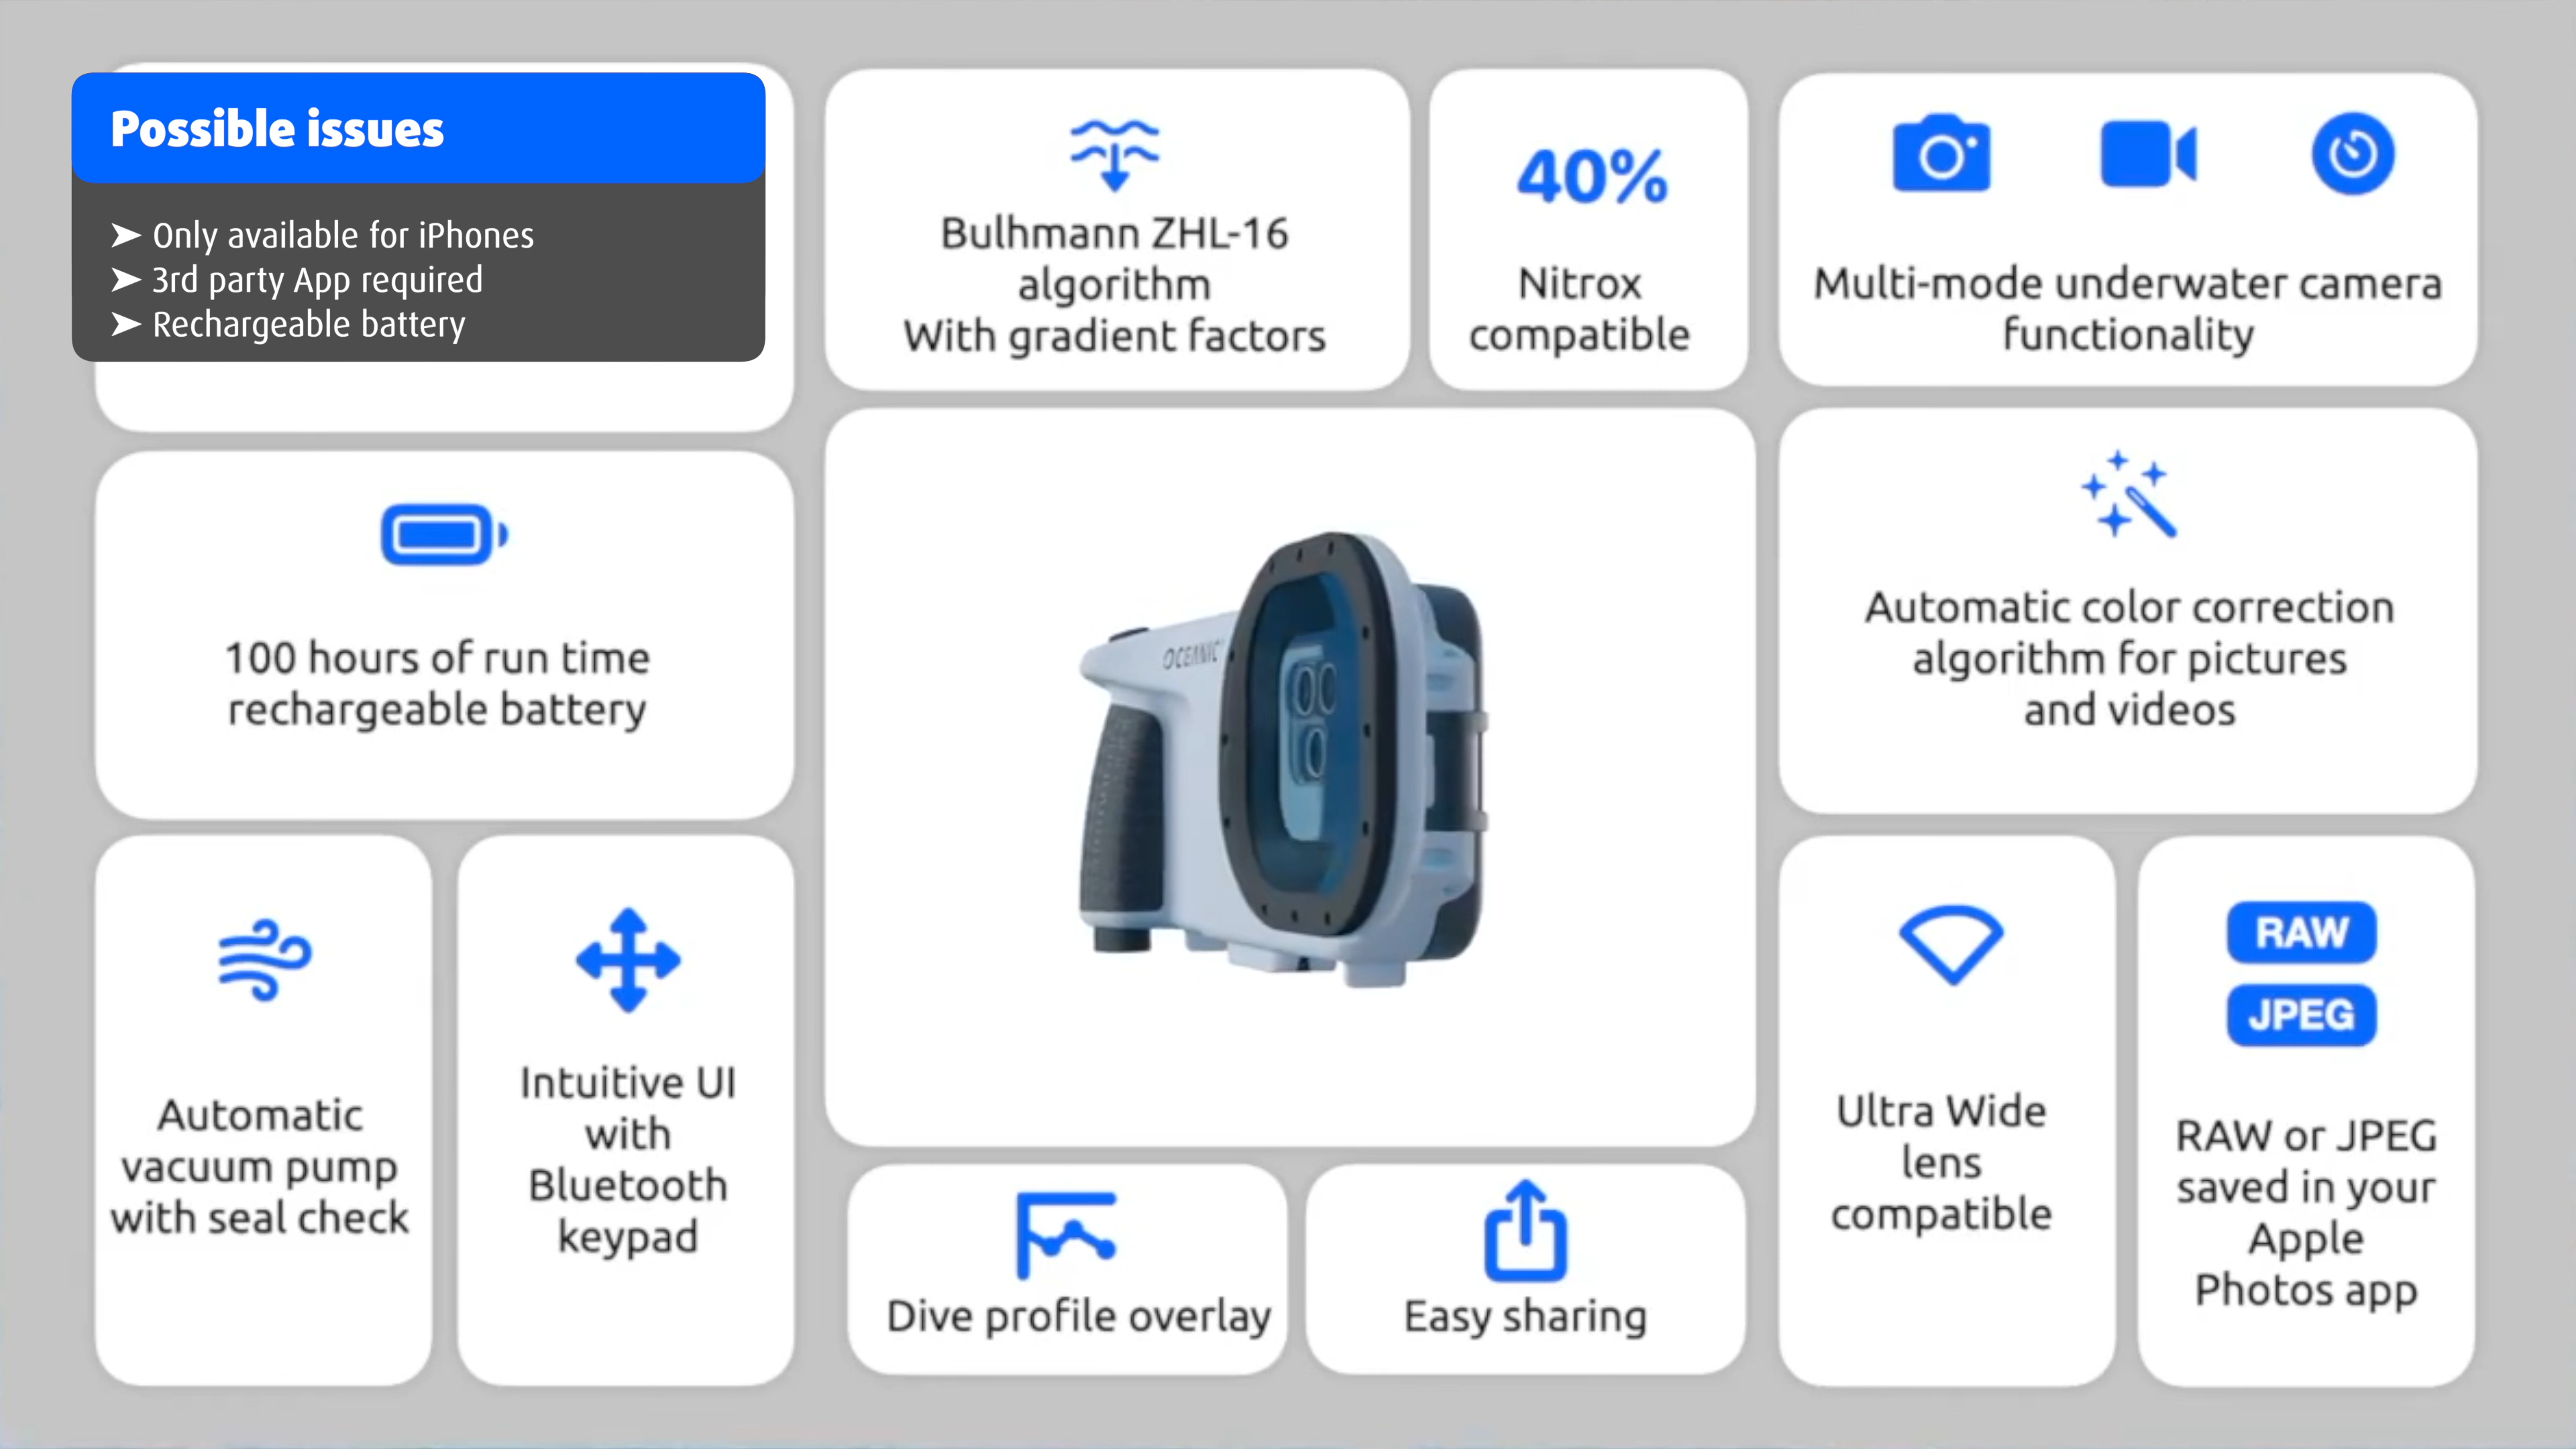 Possible issues
➤ Only available for iPhones
➤ 3rd party App required
➤ Rechargeable battery
Bulhmann ZHL-16
algorithm
With gradient factors
40%
Nitrox
compatible
Multi-mode underwater camera
functionality
100 hours of run time
rechargeable battery
OCEANIC
Automatic color correction
algorithm for pictures
and videos
Automatic
vacuum pump
with seal check
Intuitive UI
with
Bluetooth
keypad
Dive profile overlay
Easy sharing
Ultra Wide
lens
compatible
RAW
JPEG
RAW or JPEG
saved in your
Apple
Photos app